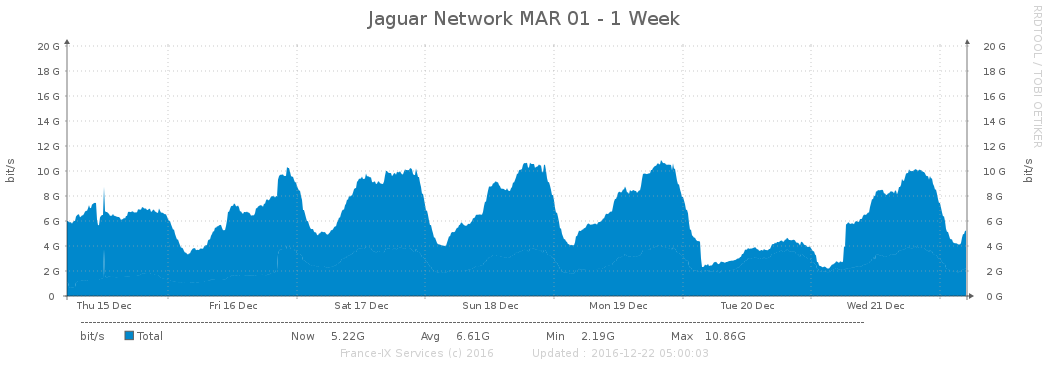 Jaguar Network MAR 01 - 1 Week
RRDTOOL / TOBI OETIKER
bit/s
bit/s
20 G 20 G
18 G 18 G
16 G 16 G
14 G 14 G
12 G 12 G
10 G 10 G
8 G 8 G
6 G 6 G
4 G 4 G
2 G 2 G
0 0 G
Thu 15 Dec Fri 16 Dec Sat 17 Dec Sun 18 Dec Mon 19 Dec Tue 20 Dec Wed 21 Dec
bit/s Total Now 5.22G Avg 6.61G Min 2.19G Max 10.86G
France-IX Services (c) 2016 Updated : 2016-12-22 05:00:03